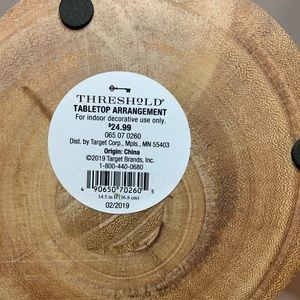 THRESHOLD
TABLETOP ARRANGEMENT
For indoor decorative use only.
$24.99
065 07 0260
Dist. by Target Corp., Mpls., MN 55403
Origin: China
©2019 Target Brands, Inc.
1-800-440-0680
4 90650 70260 5
14.5 in H (36.8 cm)
02/2019